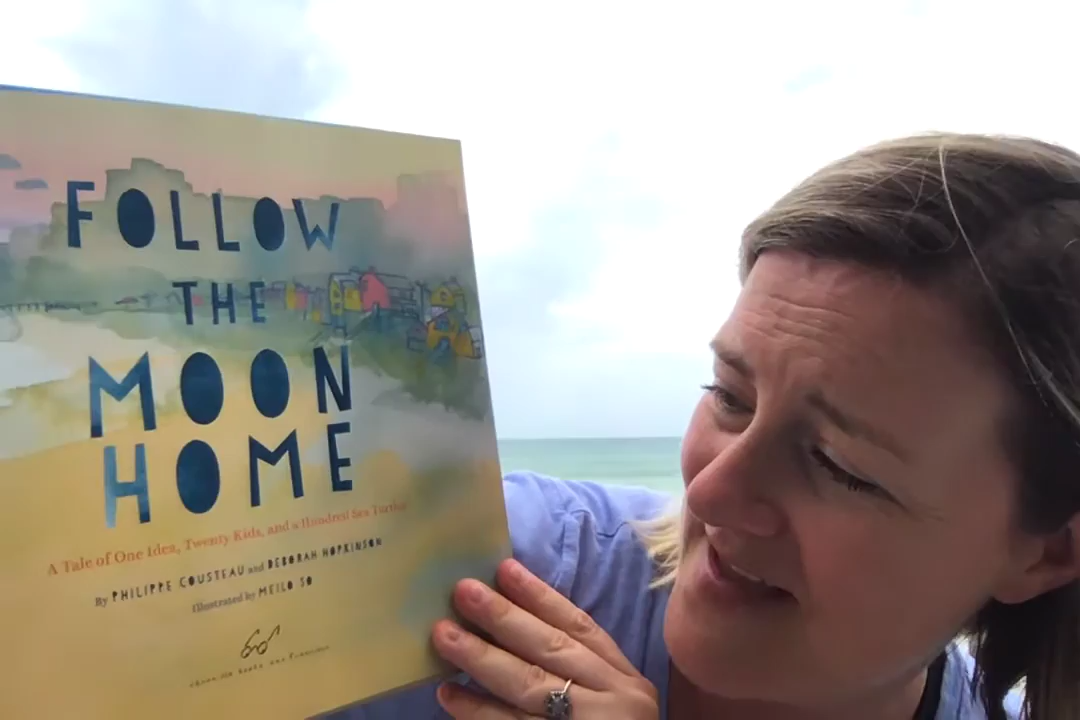 FOLLOW
THE
MOON
HOME
A Tale of One Idea, Twenty Kids, and a Hundred Sea Turtles
By PHILIPPE COUSTEAU and DEBORAH HOPKINSON
Illustrated by MEILO SO